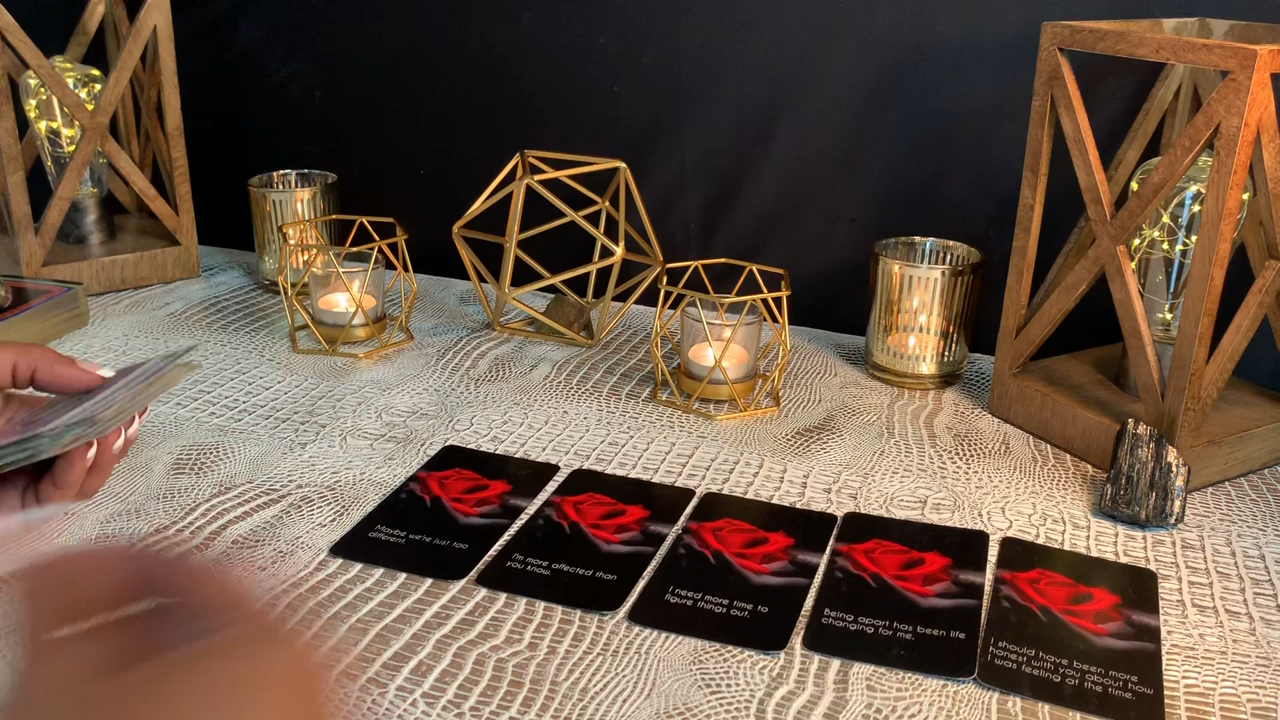 Maybe we're just too
different.
I'm more affected than
you know.
I need more time to
figure things out.
Being apart has been life
changing for me.
I should have been more
honest with you about how
I was feeling at the time.